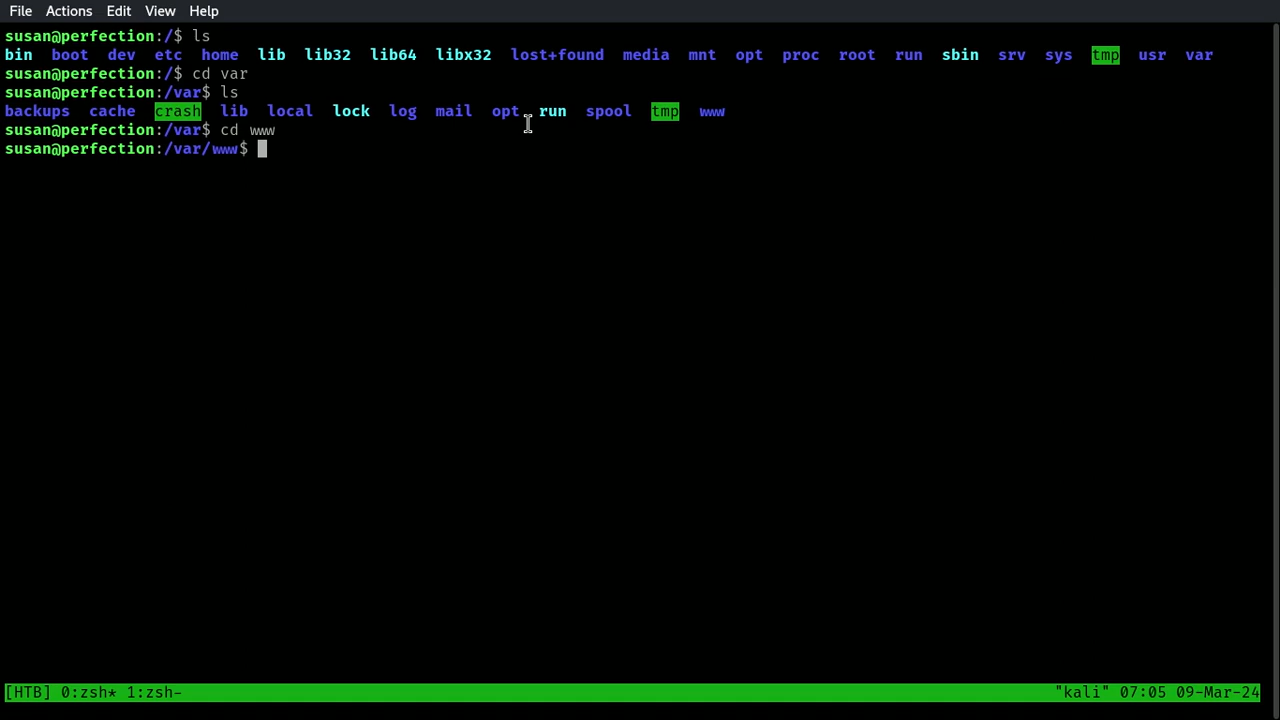 File Actions Edit View Help
susan@perfection:/$ ls
bin boot dev etc home lib lib32 lib64 libx32 lost+found media mnt opt proc root run sbin srv sys tmp usr var
susan@perfection:/$ cd var
susan@perfection:/var$ ls
backups cache crash lib local lock log mail opt run spool tmp www
susan@perfection:/var$ cd www
susan@perfection:/var/www$
[HTB] 0:zsh* 1:zsh- "kali" 07:05 09-Mar-24